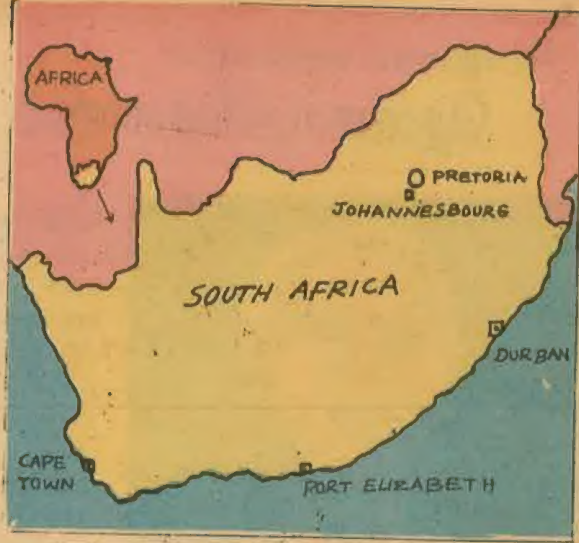 AFRICA
PRETORIA
JOHANNESBOURG
SOUTH AFRICA
DURBAN
CAPE
TOWN
PORT ELIZABETH